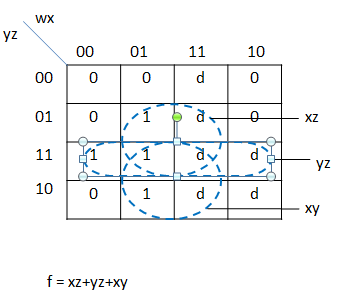 wx
yz
00 01 11 10
00 0 0 d 0
01 0 1 d 0 xz
11 1 1 d d yz
10 0 1 d d xy
f = xz+yz+xy